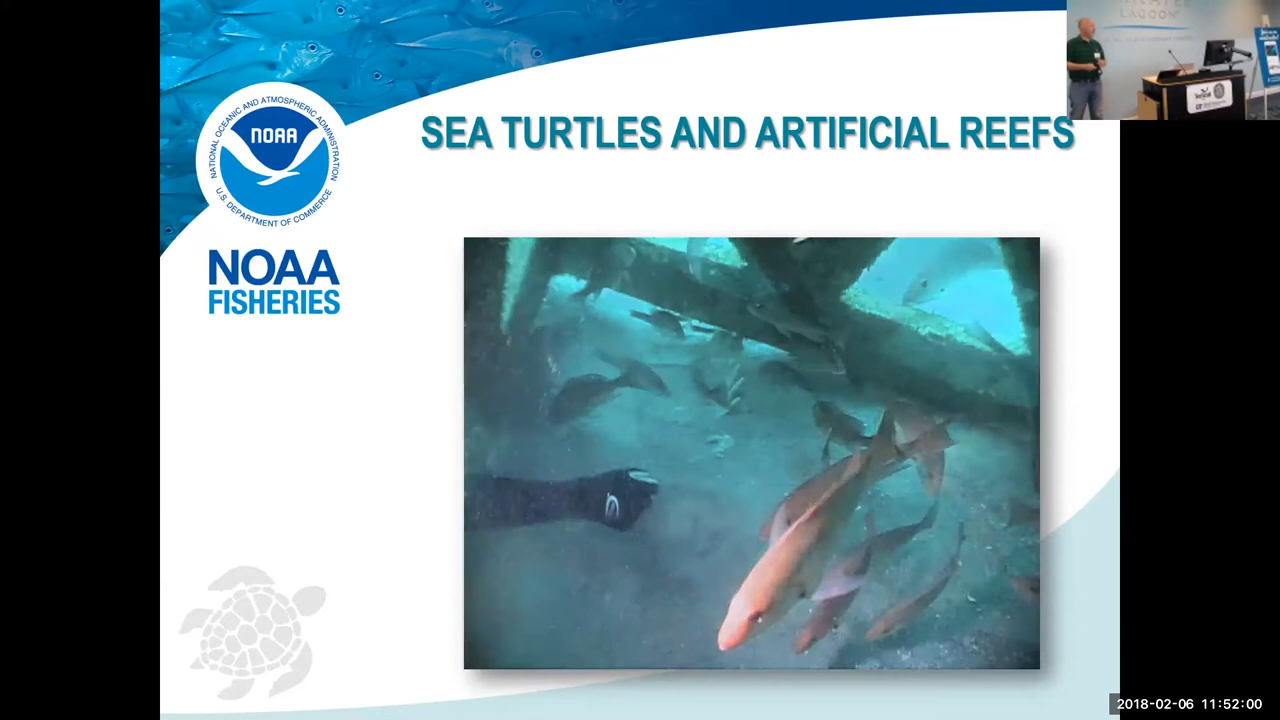 LAGOON
NATIONAL OCEANIC AND ATMOSPHERIC ADMINISTRATION
NOAA
U.S. DEPARTMENT OF COMMERCE
SEA TURTLES AND ARTIFICIAL REEFS
NOAA
FISHERIES
2018-02-06 11:52:00